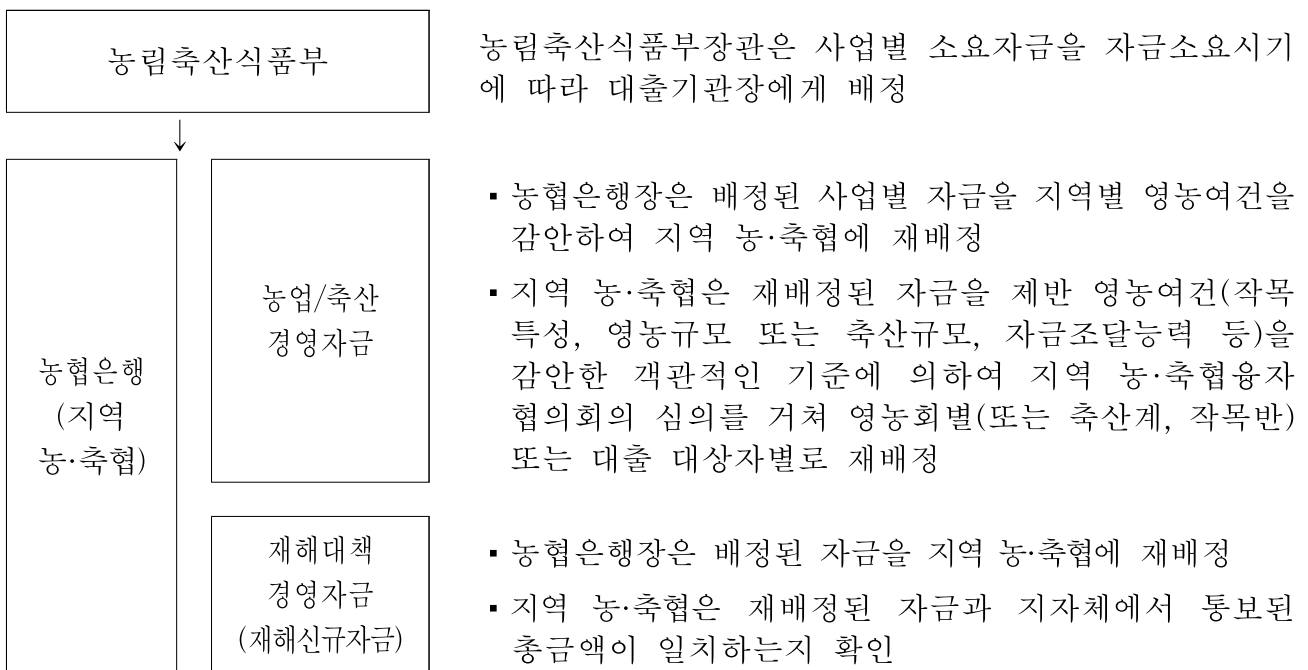 농림축산식품부
농림축산식품부장관은 사업별 소요자금을 자금소요시기
에 따라 대출기관장에게 배정
↓
농협은행
(지역
농·축협)
농업/축산
경영자금
▪ 농협은행장은 배정된 사업별 자금을 지역별 영농여건을
감안하여 지역 농·축협에 재배정
▪ 지역 농·축협은 재배정된 자금을 제반 영농여건(작목
특성, 영농규모 또는 축산규모, 자금조달능력 등)을
감안한 객관적인 기준에 의하여 지역 농·축협융자
협의회의 심의를 거쳐 영농회별(또는 축산계, 작목반)
또는 대출 대상자별로 재배정
재해대책
경영자금
(재해신규자금)
▪ 농협은행장은 배정된 자금을 지역 농·축협에 재배정
▪ 지역 농·축협은 재배정된 자금과 지자체에서 통보된
총금액이 일치하는지 확인